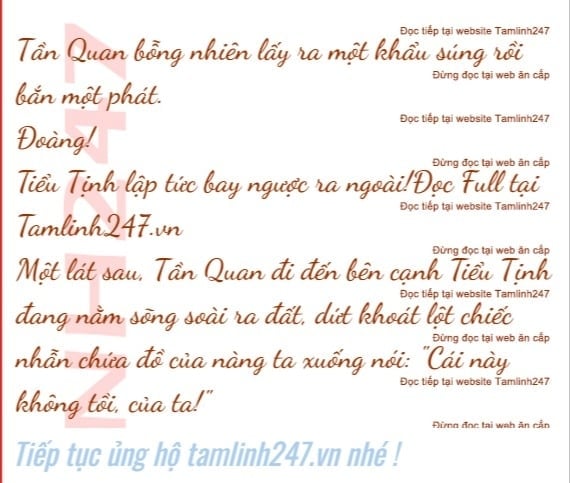 Đọc tiếp tại website Tamlinh247
Tần Quan bỗng nhiên lấy ra một khẩu súng rồi
Đừng đọc tại web ăn cắp
bắn một phát.
Đọc tiếp tại website Tamlinh247
Đoàng!
Đừng đọc tại web ăn cắp
Tiểu Tịnh lập tức bay ngược ra ngoài!Đọc Full tại
Đọc tiếp tại website Tamlinh247
Tamlinh247.vn
Đừng đọc tại web ăn cắp
Một lát sau, Tần Quan đi đến bên cạnh Tiểu Tịnh
Đọc tiếp tại website Tamlinh247
đang nằm sõng soài ra đất, dứt khoát lột chiếc
Đừng đọc tại web ăn cắp
nhẫn chứa đồ của nàng ta xuống nói: "Cái này
Đọc tiếp tại website Tamlinh247
không tồi, của ta!"
Đừng đọc tại web ăn cắp
NH247
Tiếp tục ủng hộ tamlinh247.vn nhé !